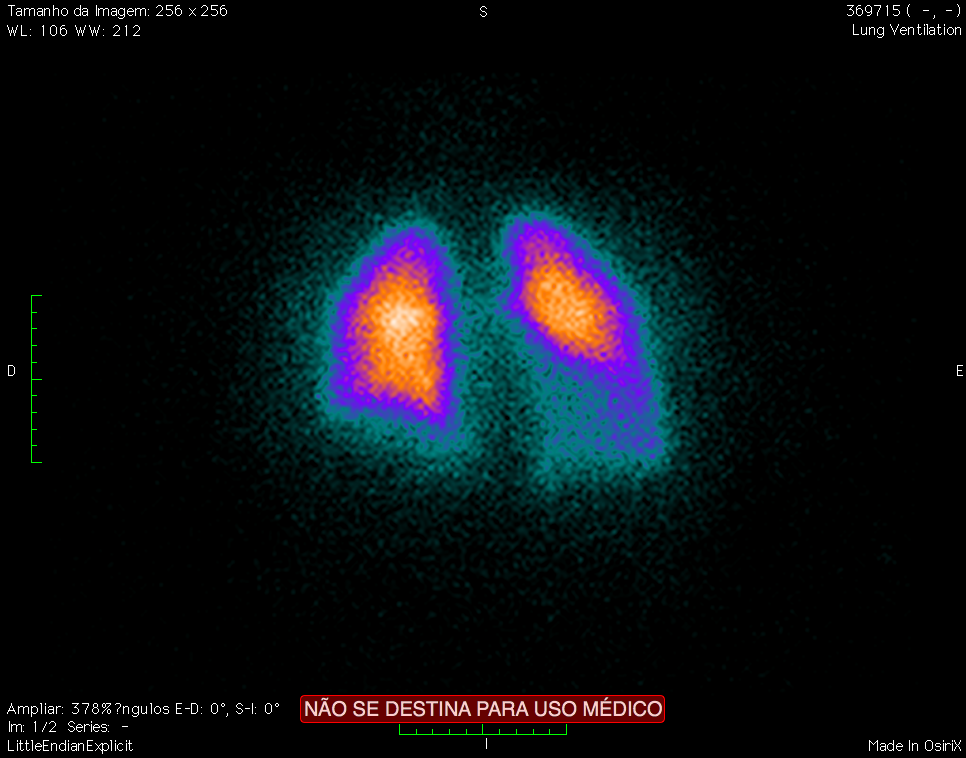 Tamanho da Imagem: 256 x 256
WL: 106 WW: 212
S
369715 ( -, -)
Lung Ventilation
D
E
Ampliar: 378%?ngulos E-D: 0°, S-I: 0°
Im: 1/2 Series: -
LittleEndianExplicit
NÃO SE DESTINA PARA USO MÉDICO
I
Made In OsiriX